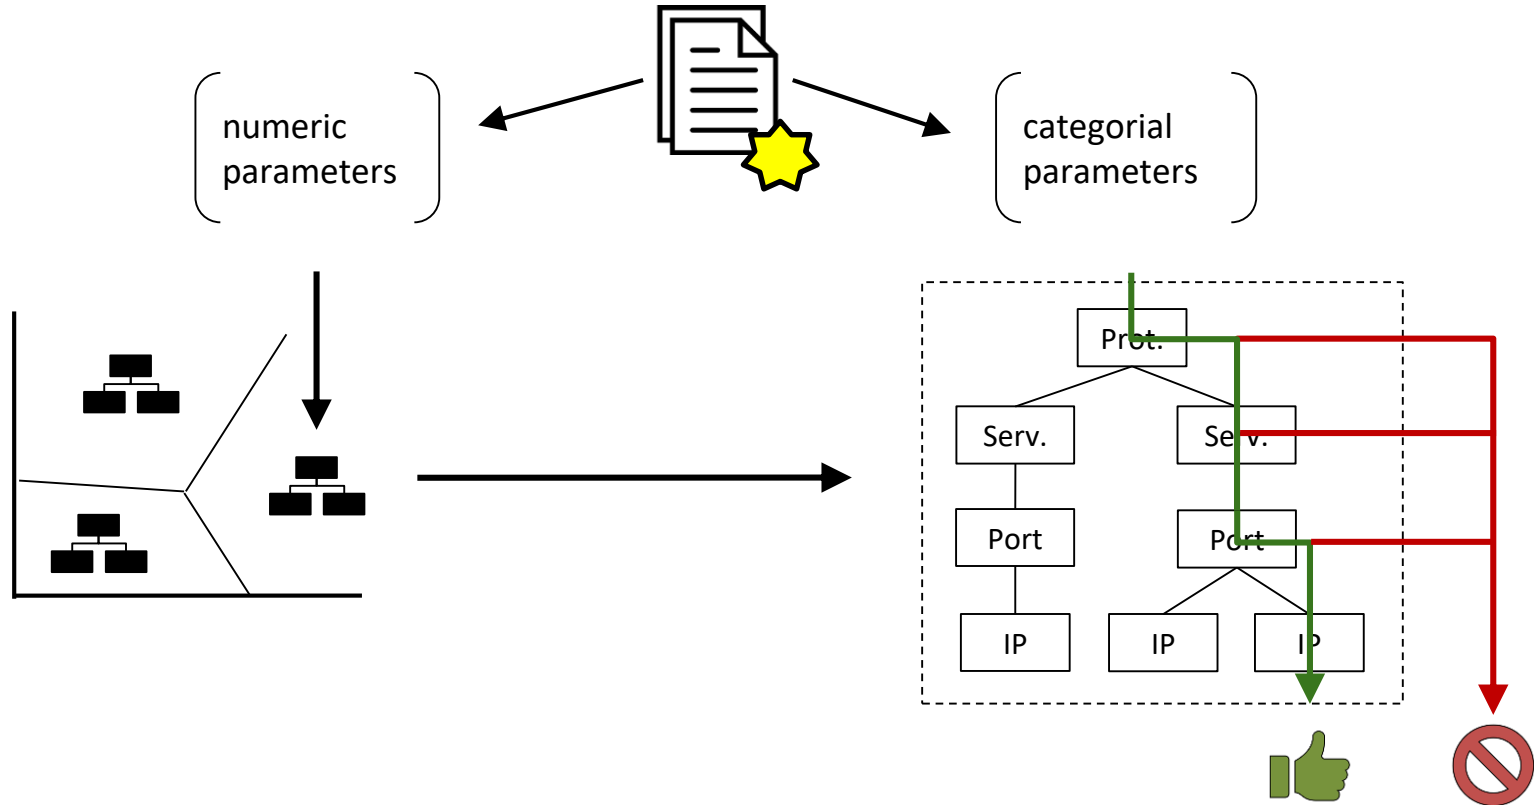 numeric
parameters
categorial
parameters
Prot.
Serv.
Serv.
Port
Port
IP
IP
IP